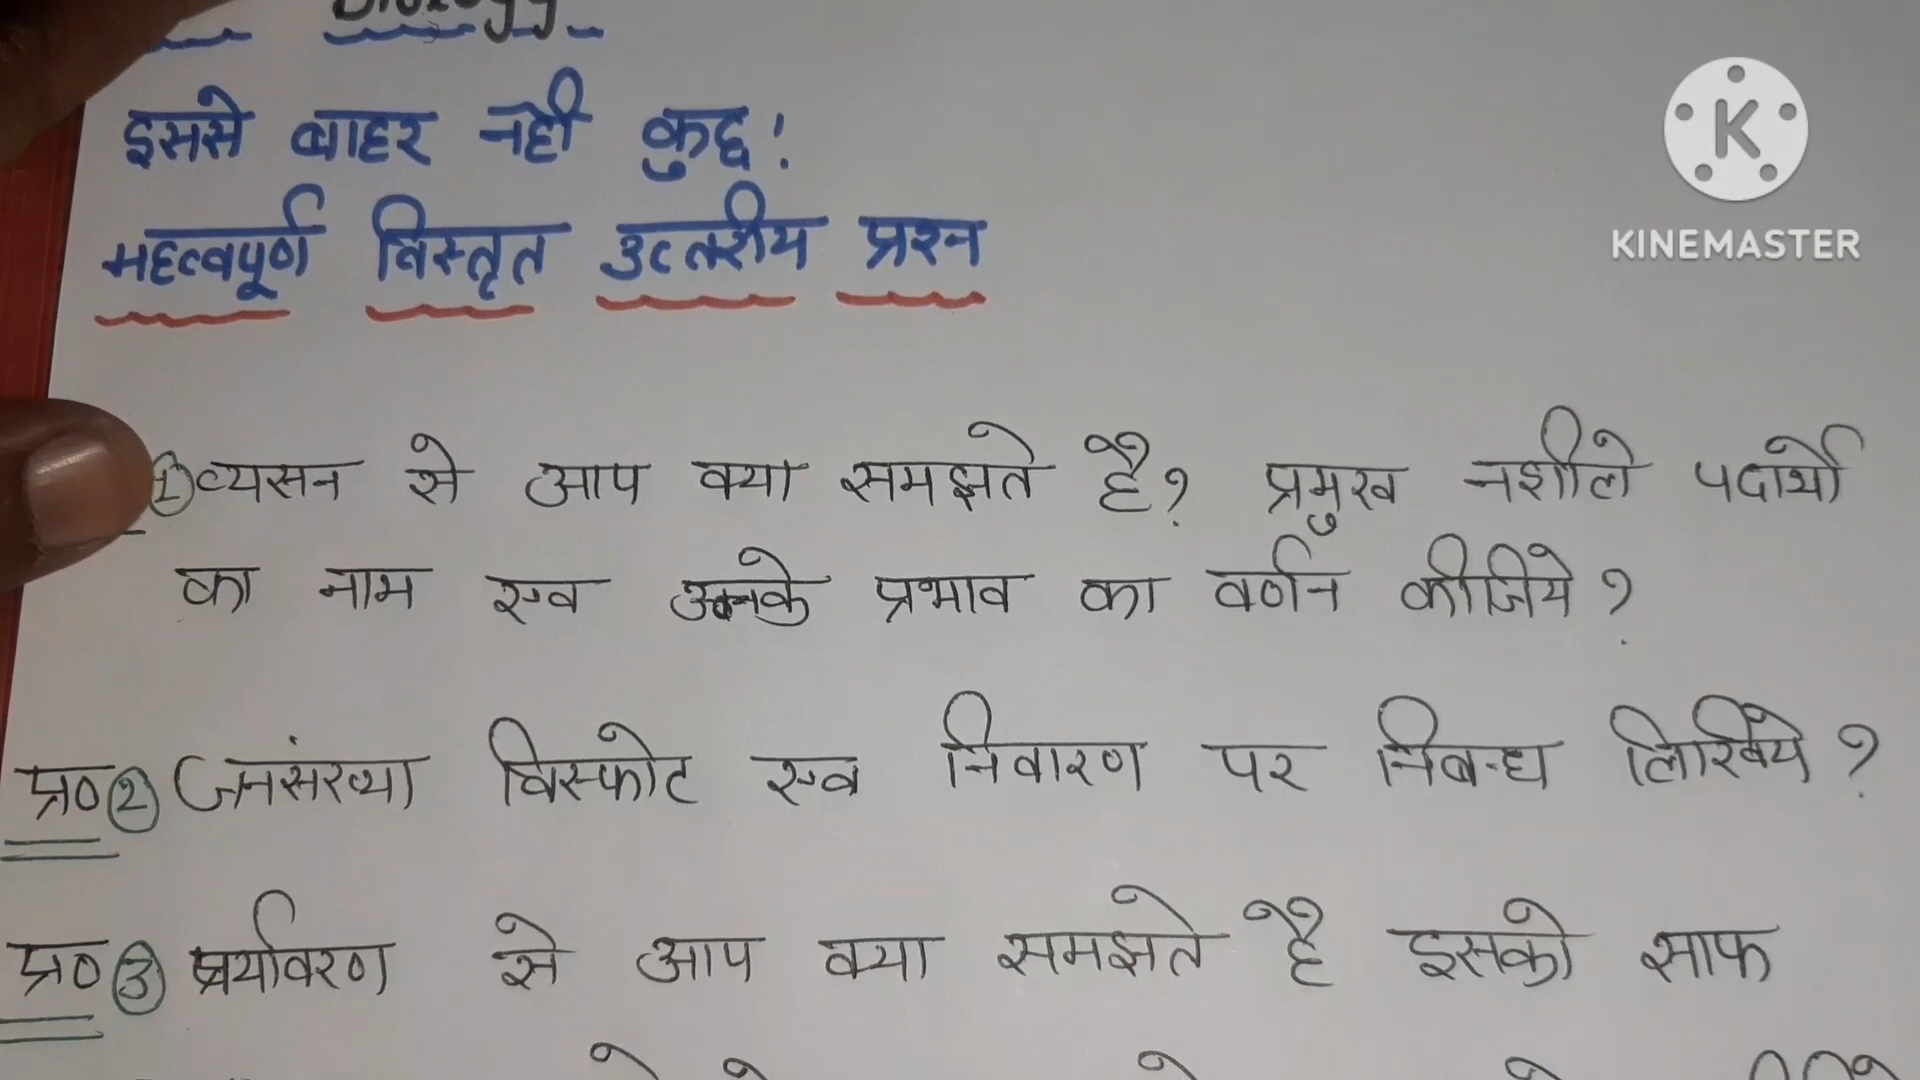 Biology
इससे बाहर नही कुछ!
महत्वपूर्ण विस्तृत उत्तरीय प्रश्न
K
KINEMASTER
① व्यसन से आप क्या समझते है? प्रमुख नशीले पदार्थो
का नाम एव उनके प्रभाव का वर्णन कीजिये?
प्र० ② जनसंख्या विस्फोट एव निवारण पर निबन्ध लिखिये?
प्र० ③ पर्यावरण से आप क्या समझते है इसको साफ